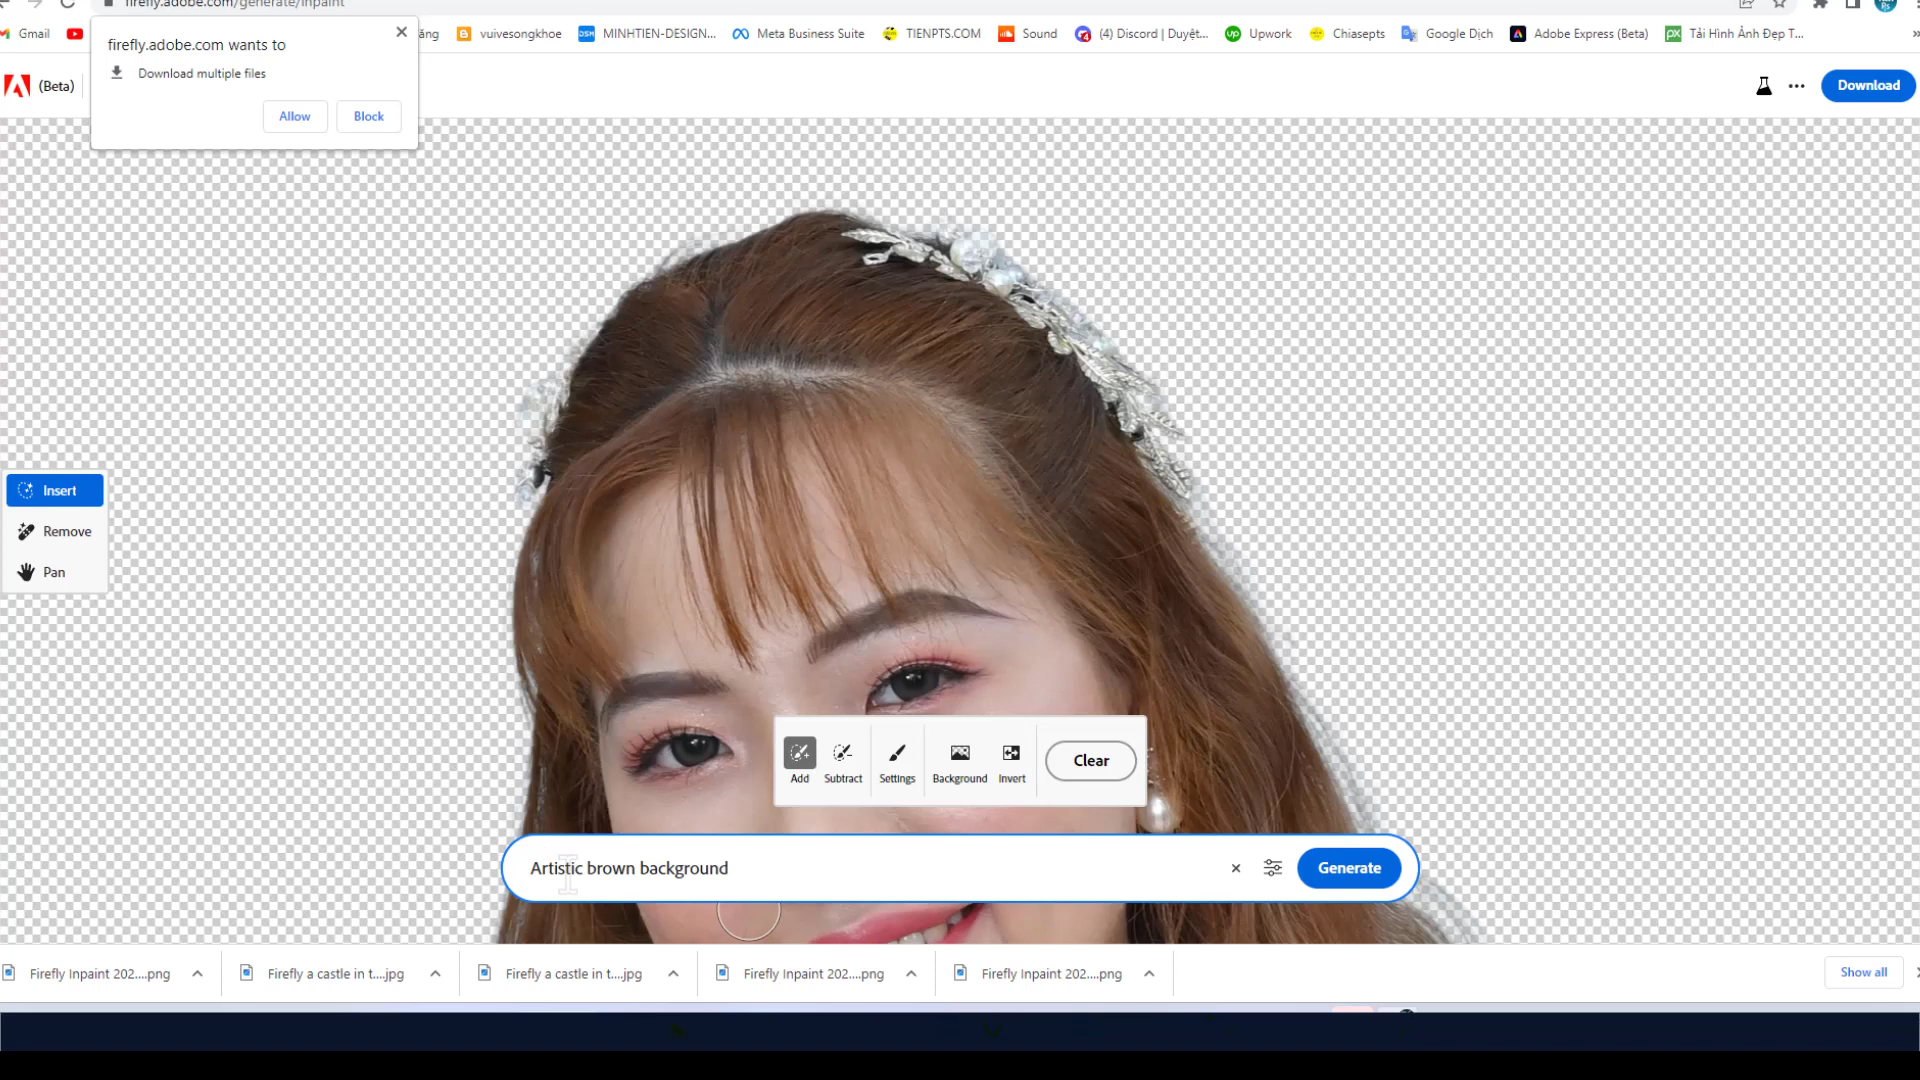 firefly.adobe.com/generate/inpaint
Gmail
vuivesongkhoe
MINHTIEN-DESIGN...
Meta Business Suite
TIENPTS.COM
Sound
(4) Discord | Duyệt...
Upwork
Chiasepts
Google Dịch
Adobe Express (Beta)
Tải Hình Ảnh Đẹp T...
firefly.adobe.com wants to
Download multiple files
Allow
Block
(Beta)
Download
Insert
Remove
Pan
Add
Subtract
Settings
Background
Invert
Clear
Artistic brown background
Generate
Firefly Inpaint 202....png
Firefly a castle in t....jpg
Firefly a castle in t....jpg
Firefly Inpaint 202....png
Firefly Inpaint 202....png
Show all